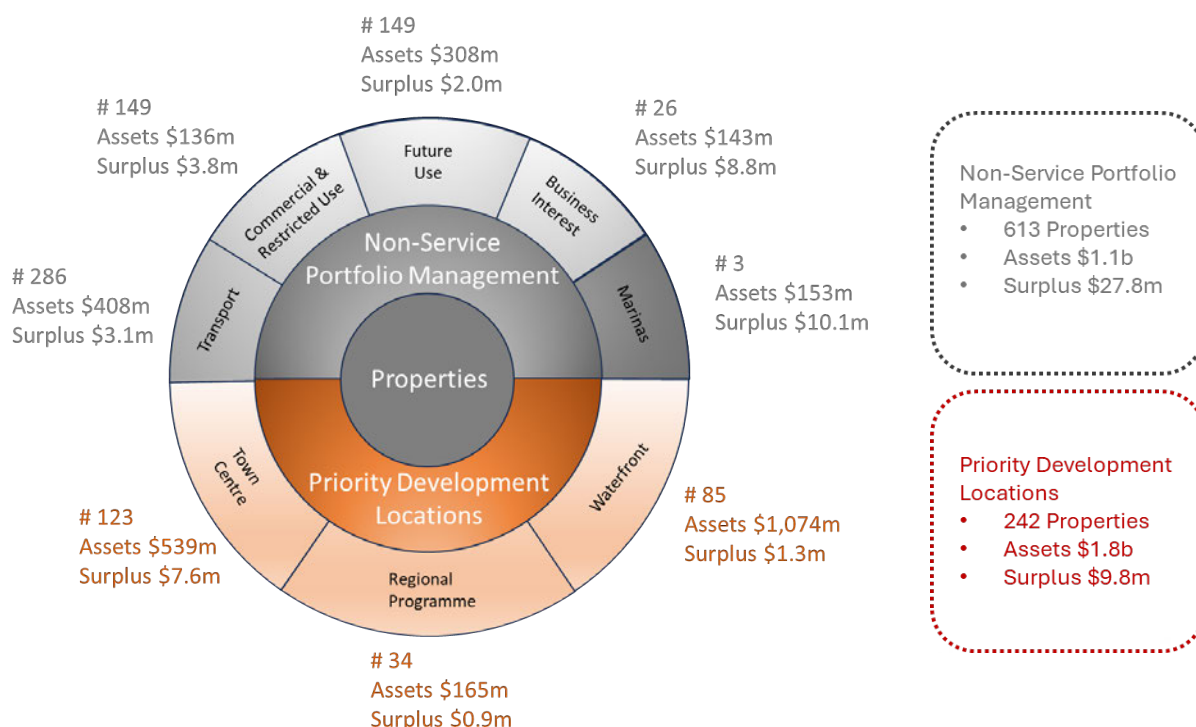 # 149
Assets $308m
Surplus $2.0m
# 149
Assets $136m
Surplus $3.8m
# 26
Assets $143m
Surplus $8.8m
# 286
Assets $408m
Surplus $3.1m
# 3
Assets $153m
Surplus $10.1m
Future
Use
Commercial &
Restricted Use
Business
Interest
Transport
Marinas
Non-Service
Portfolio Management
Properties
Priority Development
Locations
Town
Centre
Regional
Programme
Waterfront
# 123
Assets $539m
Surplus $7.6m
# 85
Assets $1,074m
Surplus $1.3m
# 34
Assets $165m
Surplus $0.9m
Non-Service Portfolio
Management
• 613 Properties
• Assets $1.1b
• Surplus $27.8m
Priority Development
Locations
• 242 Properties
• Assets $1.8b
• Surplus $9.8m